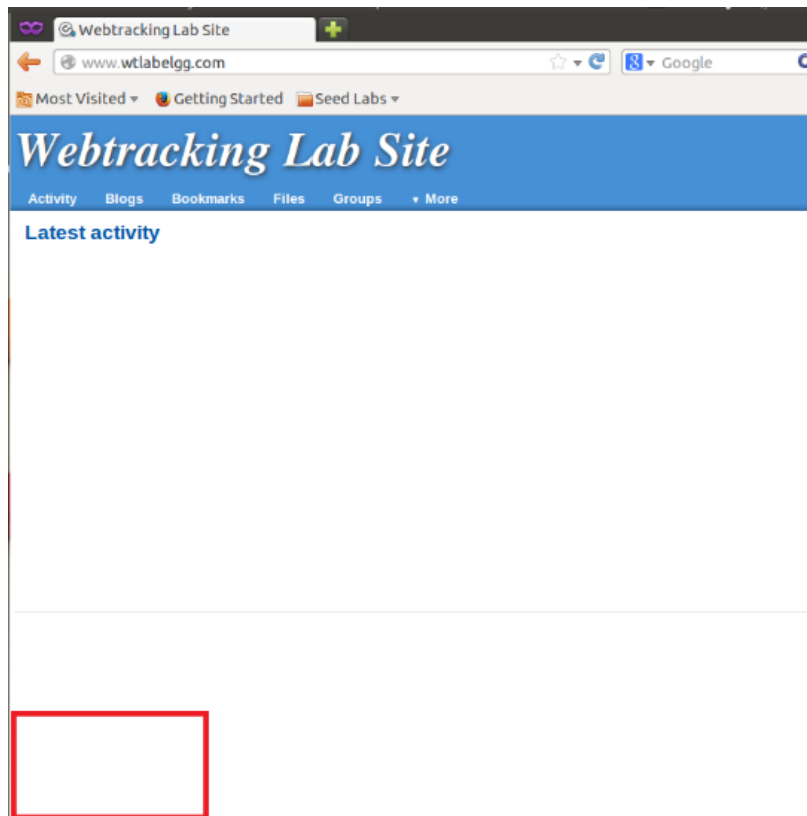 Webtracking Lab Site
www.wtlabelgg.com
Google
Most Visited Getting Started Seed Labs
Webtracking Lab Site
Activity Blogs Bookmarks Files Groups More
Latest activity